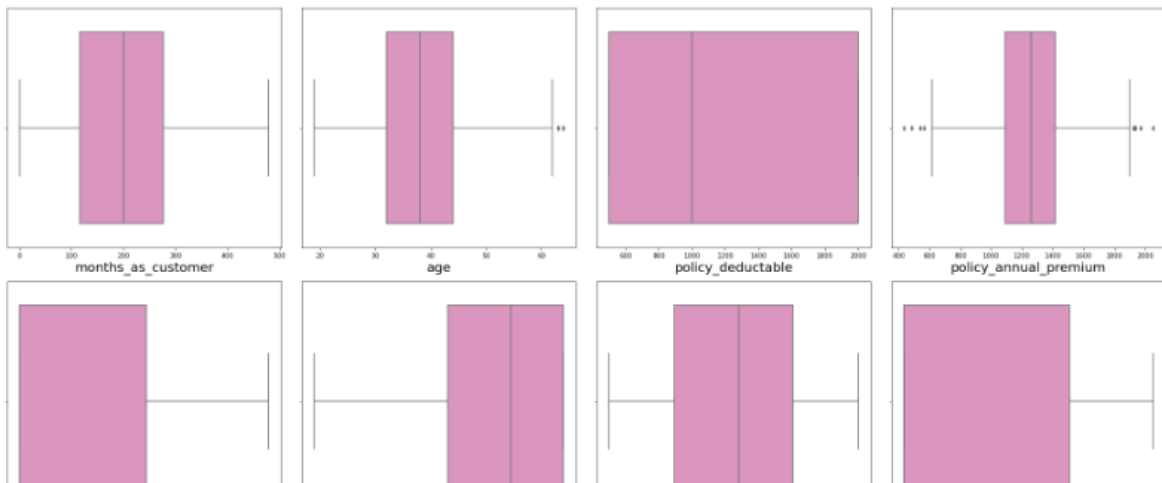 0 100 200 300 400 500
months_as_customer
20 30 40 50 60
age
600 800 1000 1200 1400 1600 1800 2000
policy_deductable
400 600 800 1000 1200 1400 1600 1800 2000
policy_annual_premium